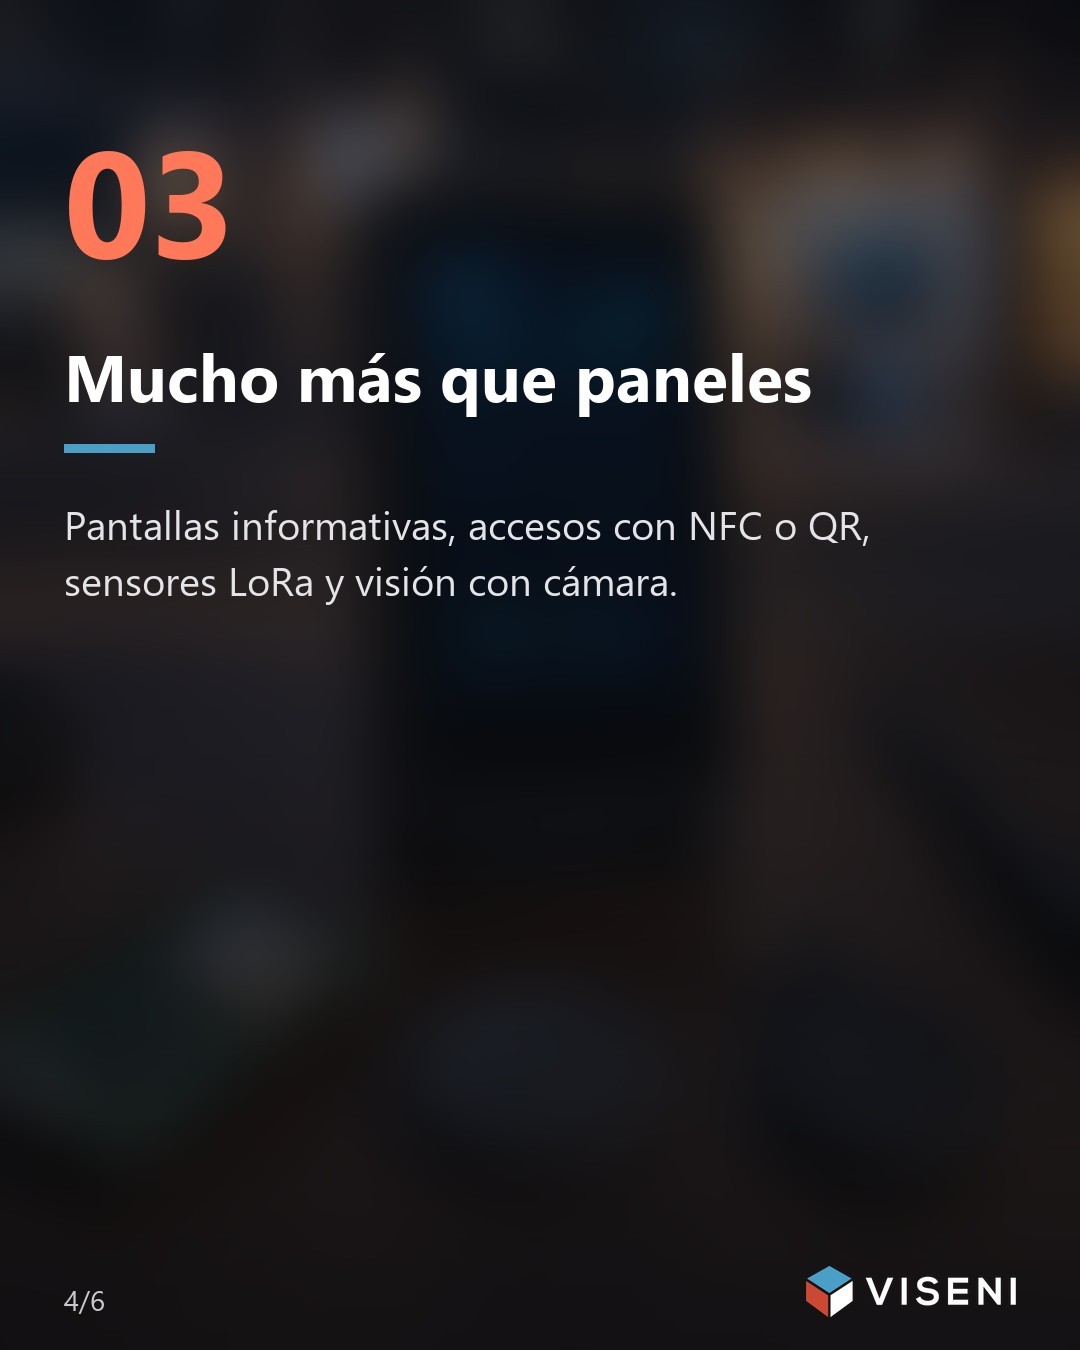 03
Mucho más que paneles
Pantallas informativas, accesos con NFC o QR,
sensores LoRa y visión con cámara.
4/6
VISENI